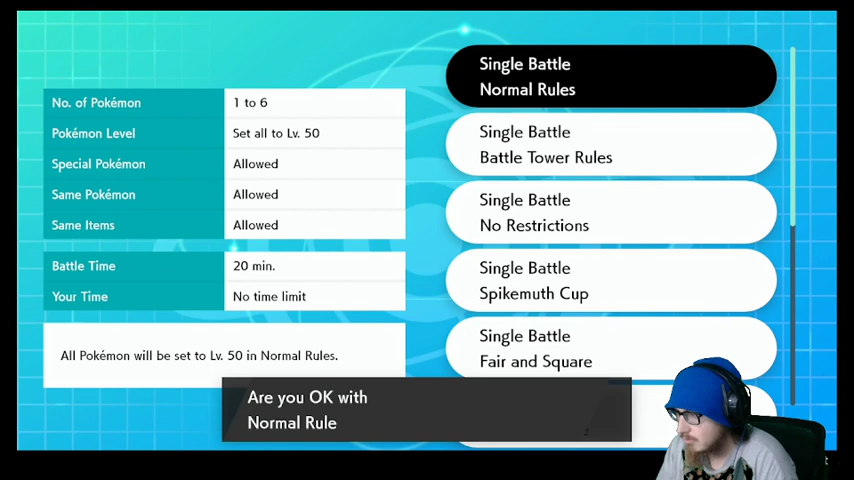 No. of Pokémon 1 to 6
Pokémon Level Set all to Lv. 50
Special Pokémon Allowed
Same Pokémon Allowed
Same Items Allowed
Battle Time 20 min.
Your Time No time limit
All Pokémon will be set to Lv. 50 in Normal Rules.
Single Battle
Normal Rules
Single Battle
Battle Tower Rules
Single Battle
No Restrictions
Single Battle
Spikemuth Cup
Single Battle
Fair and Square
Are you OK with
Normal Rule